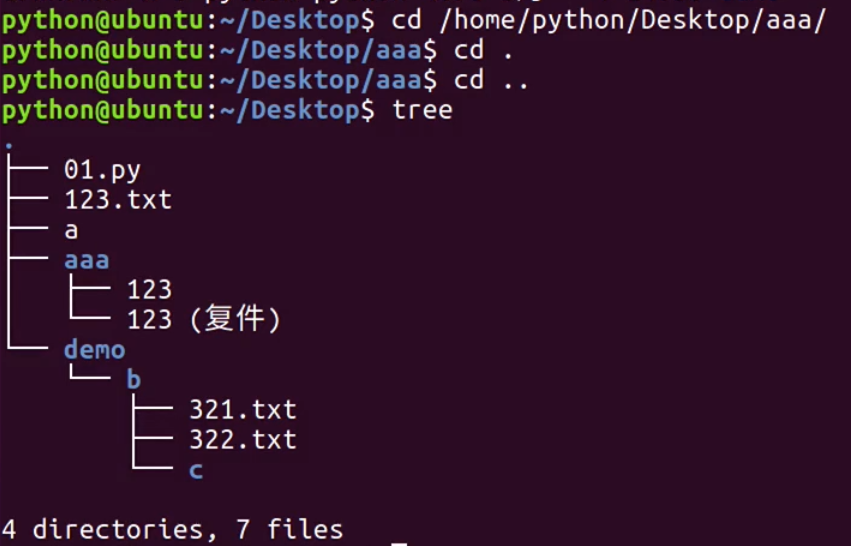 python@ubuntu:~/Desktop$ cd /home/python/Desktop/aaa/
python@ubuntu:~/Desktop/aaa$ cd .
python@ubuntu:~/Desktop/aaa$ cd ..
python@ubuntu:~/Desktop$ tree
.
├── 01.py
├── 123.txt
├── a
├── aaa
│   ├── 123
│   └── 123 (复件)
└── demo
    └── b
        ├── 321.txt
        ├── 322.txt
        └── c
4 directories, 7 files